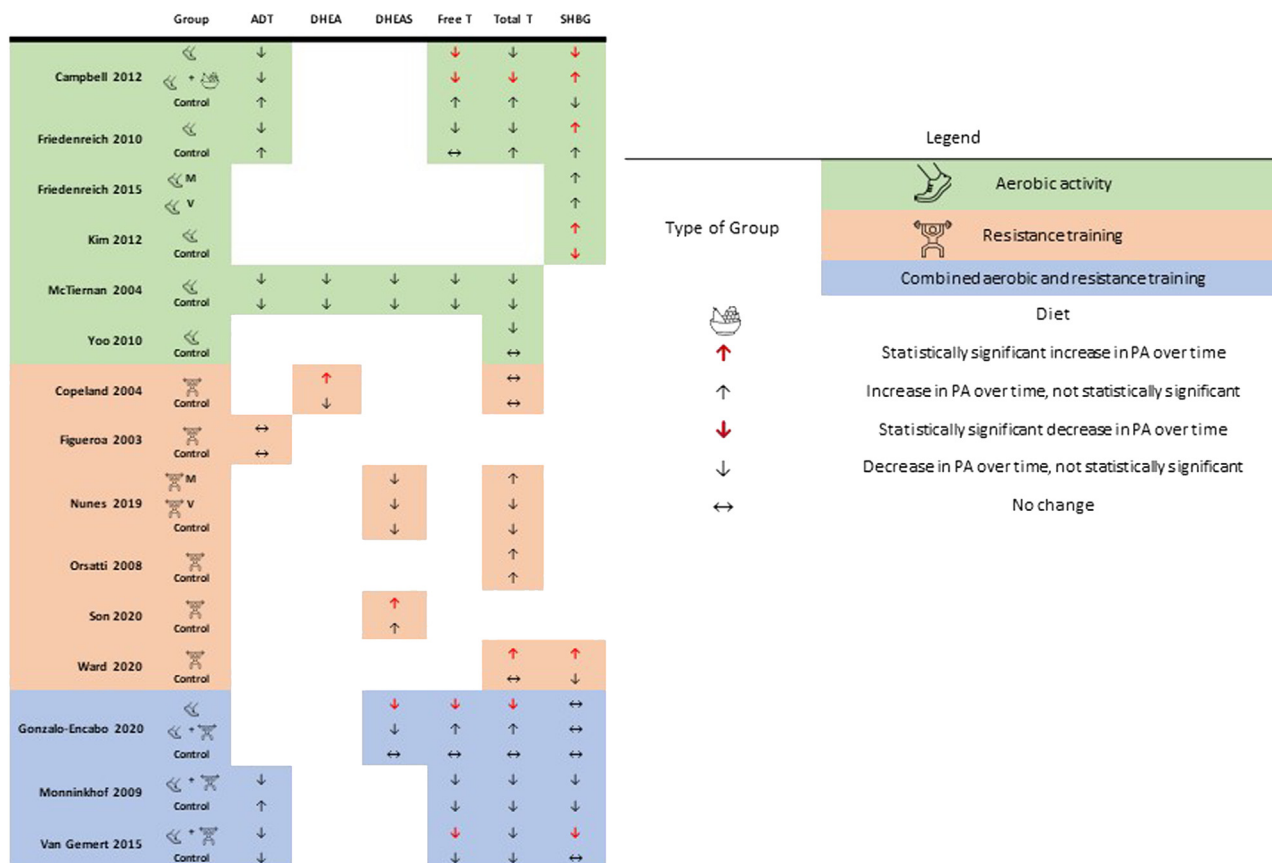 Group ADT DHEA DHEAS Free T Total T SHBG
↓ ↓ ↓ ↓
Campbell 2012 + ↓ ↓ ↓ ↑
Control ↑ ↑ ↑ ↓
Friedenreich 2010 ↓ ↓ ↓ ↑
Control ↑ ↔ ↑ ↑
Friedenreich 2015 M ↑
V ↑
Kim 2012 ↑
Control ↓
McTiernan 2004 ↓ ↓ ↓ ↓ ↓
Control ↓ ↓ ↓ ↓ ↓
Yoo 2010 ↓
Control ↔
Copeland 2004 ↑ ↔
Control ↓ ↔
Figueroa 2003 ↔
Control ↔
M ↓ ↑
Nunes 2019 V ↓ ↓
Control ↓ ↓
Orsatti 2008 ↑
Control ↑
Son 2020 ↑
Control ↑
Ward 2020 ↑ ↑
Control ↔ ↓
↓ ↓ ↓ ↔
Gonzalo-Encabo 2020 + ↓ ↑ ↑ ↔
Control ↔ ↔ ↔ ↔
Monninkhof 2009 + ↓ ↓ ↓ ↓
Control ↑ ↓ ↓ ↓
Van Gemert 2015 + ↓ ↓ ↓ ↓
Control ↓ ↓ ↓ ↔
Legend
Type of Group
Aerobic activity
Resistance training
Combined aerobic and resistance training
Diet
↑ Statistically significant increase in PA over time
↑ Increase in PA over time, not statistically significant
↓ Statistically significant decrease in PA over time
↓ Decrease in PA over time, not statistically significant
↔ No change